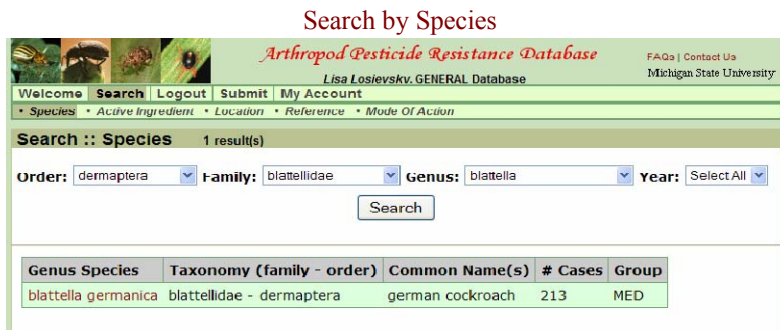 Search by Species
Arthropod Pesticide Resistance Database
FAQs | Contact Us
Lisa Losievskv. GENERAL Database
Michigan State University
Welcome Search Logout Submit My Account
• Species • Active Ingredient • Location • Reference • Mode Of Action
Search :: Species 1 result(s)
Order: dermaptera Family: blattellidae Genus: blattella Year: Select All
Search
Genus Species Taxonomy (family - order) Common Name(s) # Cases Group
blattella germanica blattellidae - dermaptera german cockroach 213 MED